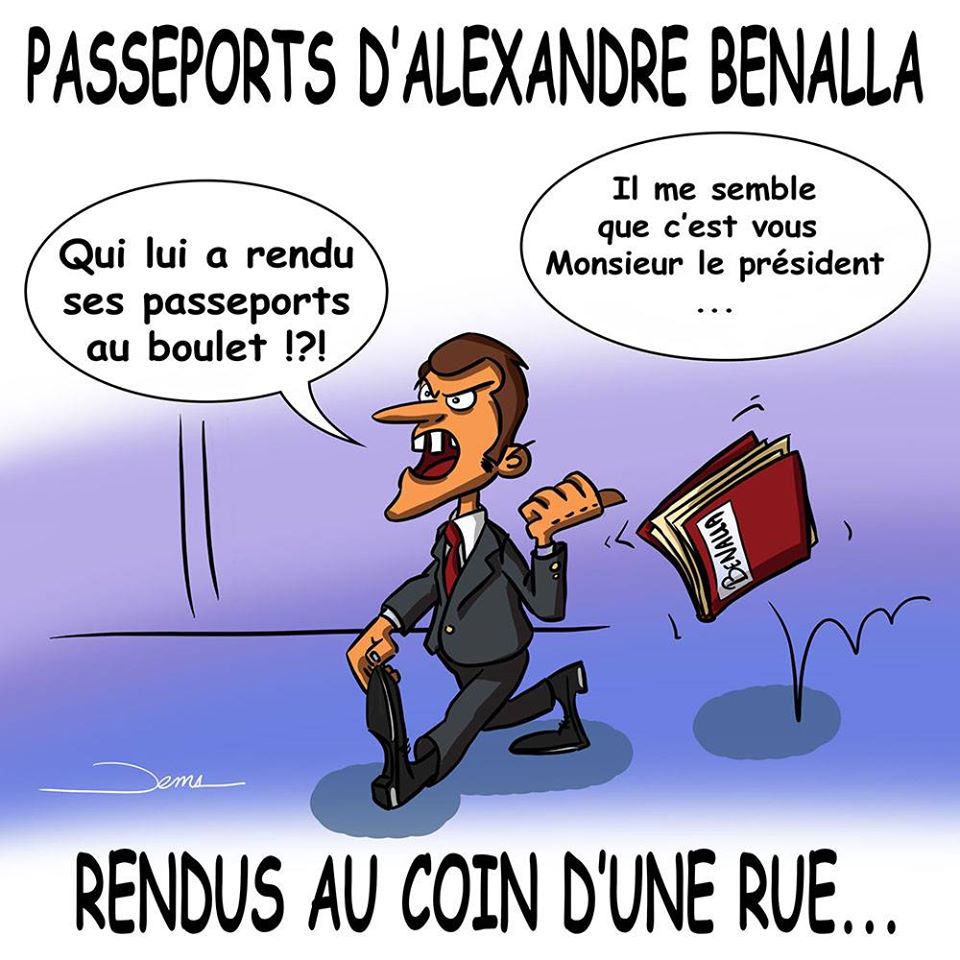 PASSEPORTS D'ALEXANDRE BENALLA
Qui lui a rendu
ses passeports
au boulet !?!
Il me semble
que c'est vous
Monsieur le président
...
BENALLA
Dems
RENDUS AU COIN D'UNE RUE...